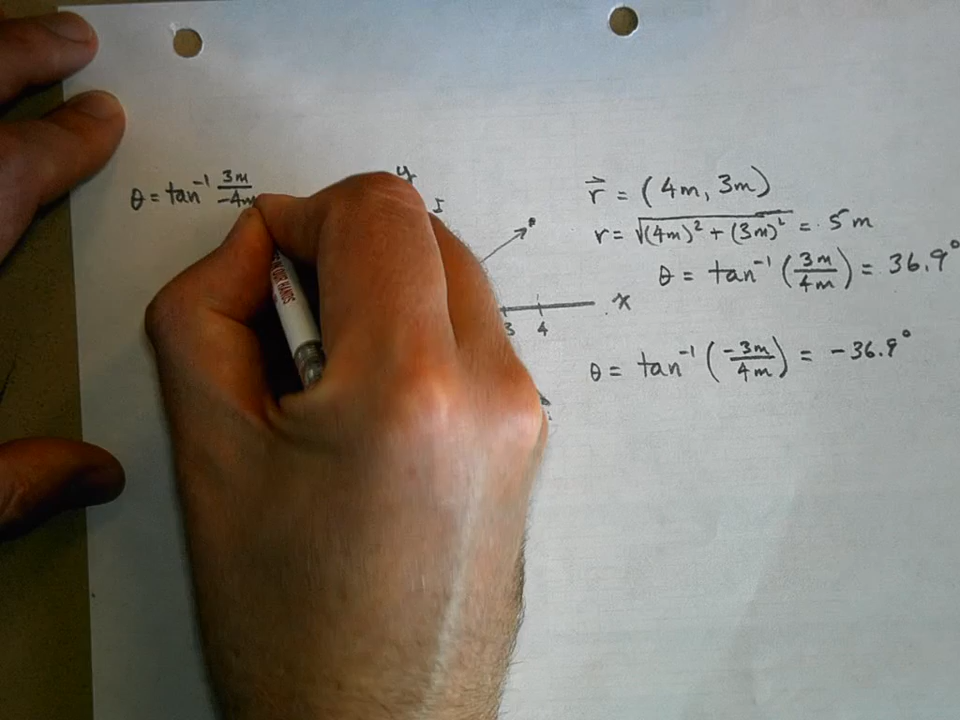 θ = tan⁻¹ 3m/-4m
y
5
r⃗ = (4m, 3m)
r = √((4m)² + (3m)²) = 5m
θ = tan⁻¹ (3m/4m) = 36.9°
x
3 4
θ = tan⁻¹ (-3m/4m) = -36.9°